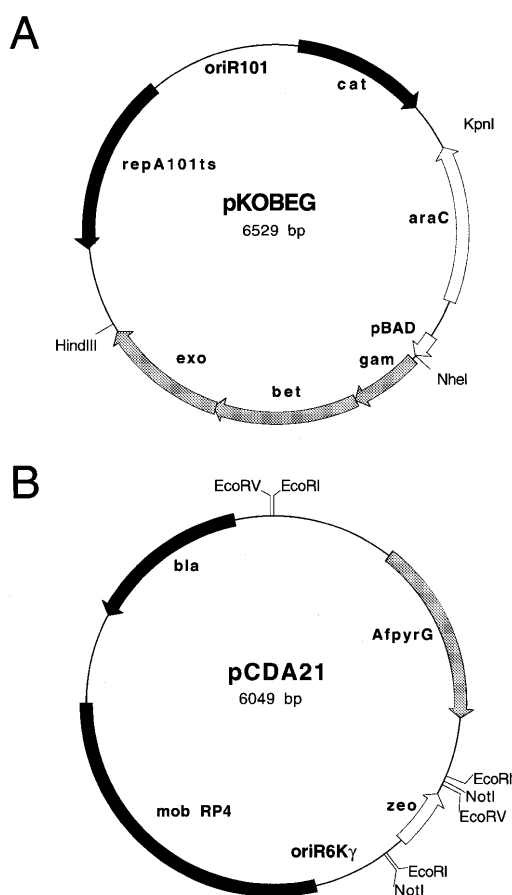 A
oriR101
cat
KpnI
repA101ts
pKOBEG
6529 bp
araC
pBAD
HindIII
exo
gam
NheI
bet
B
EcoRV
EcoRI
bla
AfpyrG
pCDA21
6049 bp
EcoRI
NotI
zeo
EcoRV
mob RP4
oriR6Kγ
EcoRI
NotI